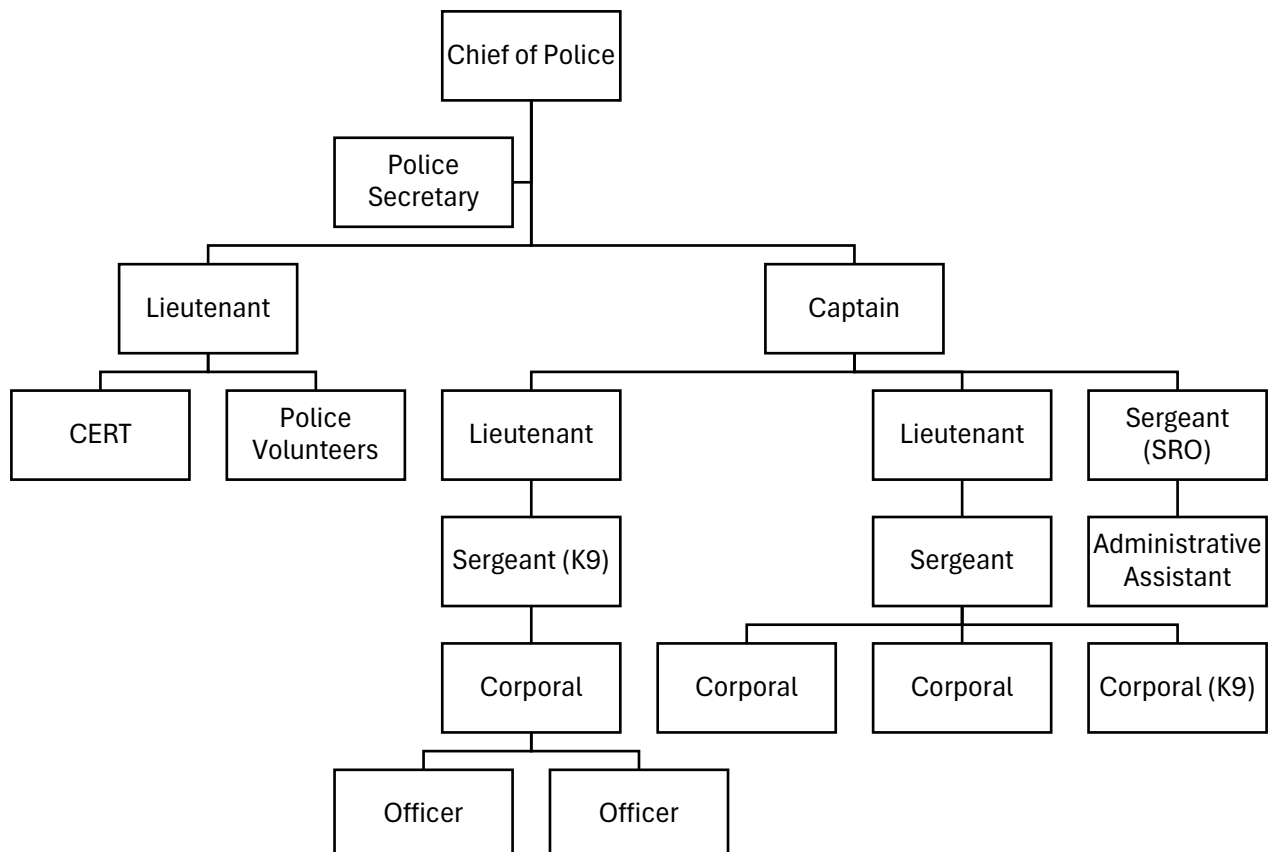 Chief of Police
Police
Secretary
Lieutenant
Captain
CERT
Police
Volunteers
Lieutenant
Lieutenant
Sergeant
(SRO)
Sergeant (K9)
Sergeant
Administrative
Assistant
Corporal
Corporal
Corporal
Corporal (K9)
Officer
Officer